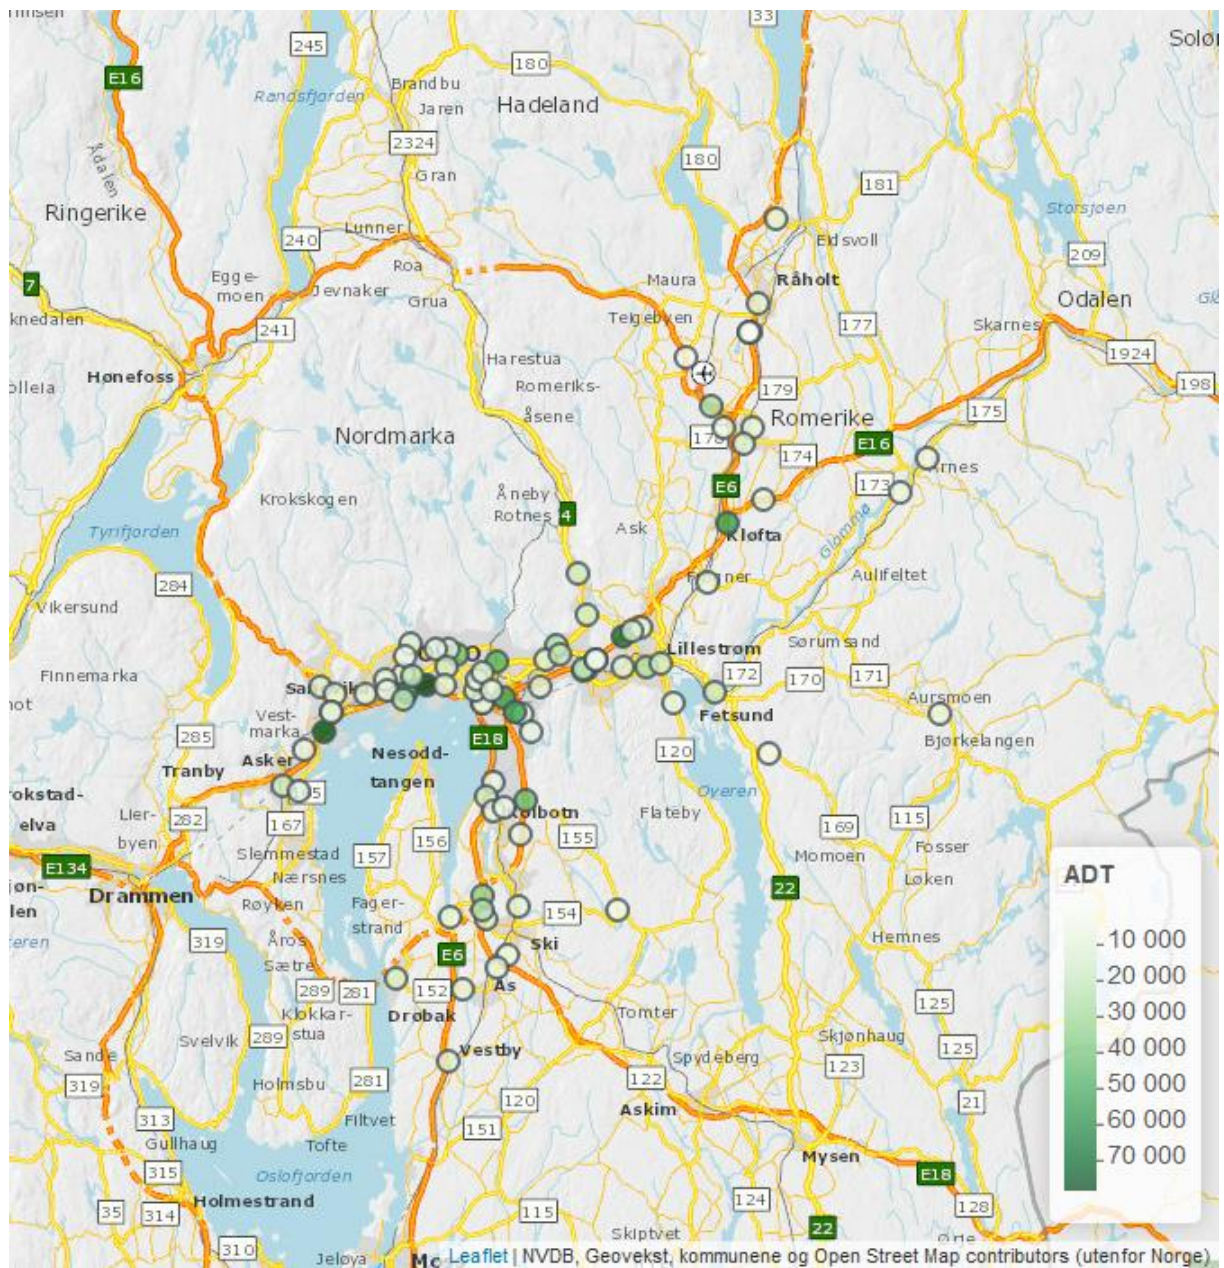 33
Solør
245
180
E16
Brandbu
Randsfjorden
Jaren
Hadeland
2324
180
Ådalen
Gran
181
Ringerike
Storsjøen
Lunner
240
Eidsvoll
209
Roa
Egge-
moen
Maura
Råholt
7
Jevnaker
Grua
Odalen
knedalen
Teigebyen
177
Skarnes
241
Harestua
1924
Hønefoss
Romeriks-
åsene
179
198
175
Nordmarka
Romerike
178
E16
174
Årnes
E6
173
Krokskogen
Åneby
Rotnes
4
Ask
Tyrifjorden
Kløfta
Glomma
284
Aulifeltet
Vikersund
Sørumsand
Lillestrøm
Finnemarka
172
171
170
Aursmoen
Vest-
marka
Fetsund
285
E18
Bjørkelangen
Asker
Nesodd-
tangen
120
Tranby
Øyeren
rokstad-
elva
Lier-
byen
282
167
156
Kolbotn
155
Flateby
115
169
Slemmestad
157
Fosser
Momoen
E134
Nærsnes
Løken
ADT
Drammen
22
Røyken
Fager-
strand
154
10 000
319
Åros
Hemnes
E6
Ski
Sætre
20 000
289
281
152
Ås
125
30 000
Klokkar-
stua
Drøbak
Tomter
Svelvik
289
Skjønhaug
125
40 000
Sande
Vestby
Spydeberg
319
Holmsbu
281
122
123
50 000
120
Askim
21
313
Filtvet
60 000
Gullhaug
Tofte
151
Mysen
70 000
315
Oslofjorden
E18
Holmestrand
124
35
314
115
128
22
310
Skiptvet
Jeløya
Leaflet | NVDB, Geovekst, kommunene og Open Street Map contributors (utenfor Norge)